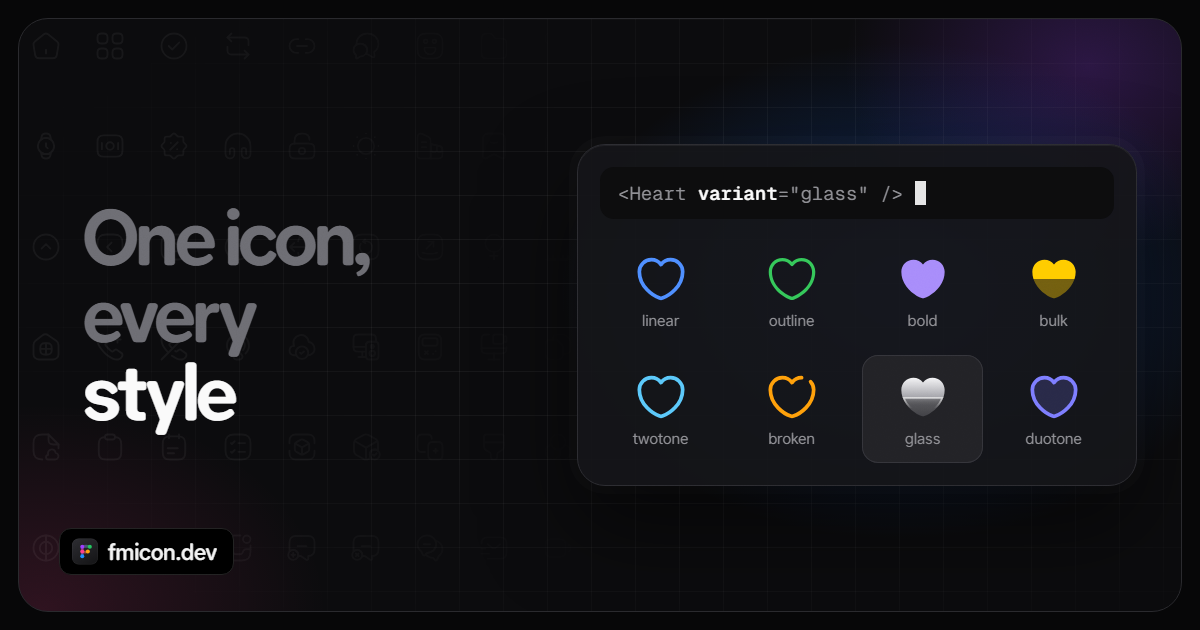 One icon,
every
style
fmicon.dev
<Heart variant="glass" />
linear outline bold bulk
twotone broken glass duotone